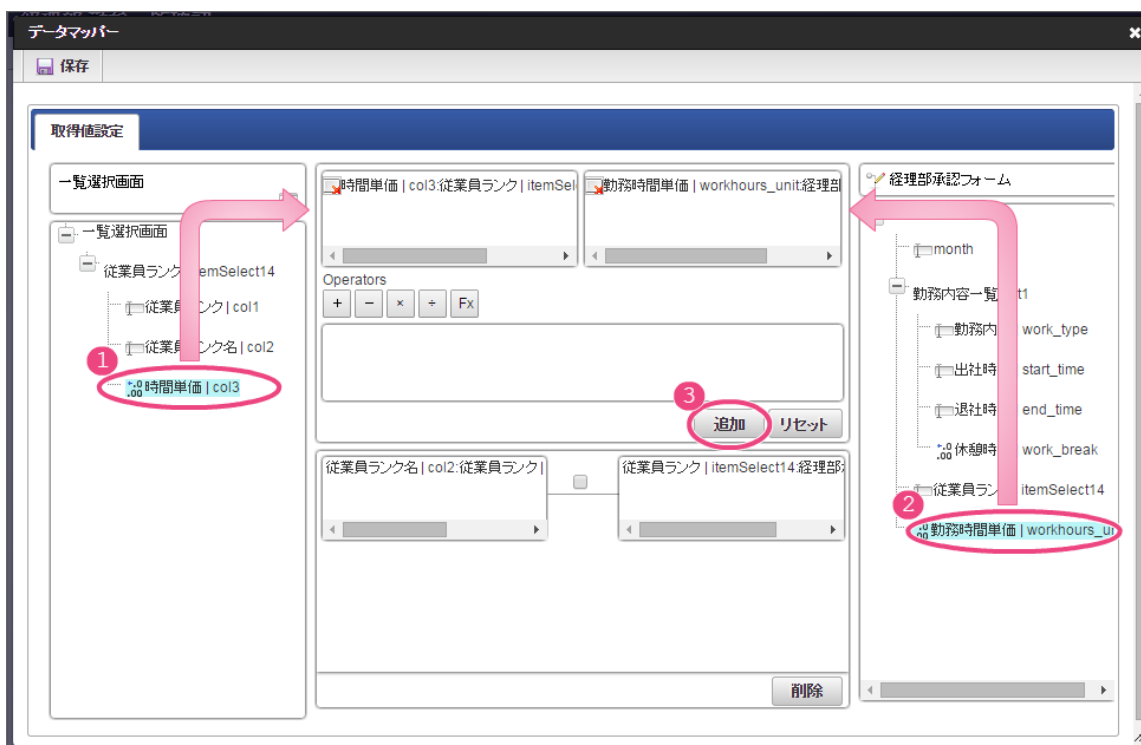 データマッパー
保存
取得値設定
一覧選択画面
一覧選択画面
従業員ランク emSelect14
従業員ランク | col1
従業員ランク名 | col2
1
時間単価 | col3
時間単価 | col3:従業員ランク | itemSel
勤務時間単価 | workhours_unit:経理部
Operators
+ − × ÷ Fx
3
追加 リセット
従業員ランク名 | col2:従業員ランク |
従業員ランク | itemSelect14:経理部
削除
経理部承認フォーム
month
勤務内容一覧 t1
勤務内 work_type
出社時 start_time
退社時 end_time
休憩時 work_break
従業員ラン itemSelect14
2
勤務時間単価 | workhours_u